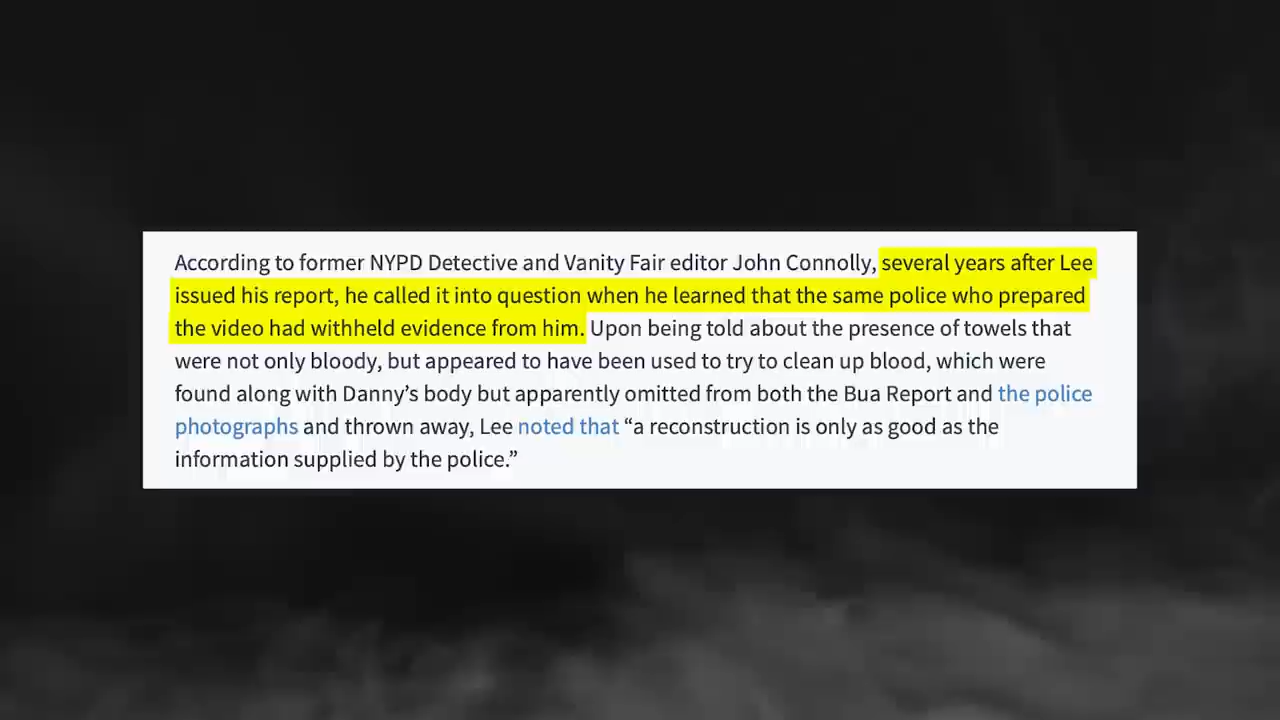 According to former NYPD Detective and Vanity Fair editor John Connolly, several years after Lee
issued his report, he called it into question when he learned that the same police who prepared
the video had withheld evidence from him. Upon being told about the presence of towels that
were not only bloody, but appeared to have been used to try to clean up blood, which were
found along with Danny’s body but apparently omitted from both the Bua Report and the police
photographs and thrown away, Lee noted that “a reconstruction is only as good as the
information supplied by the police.”